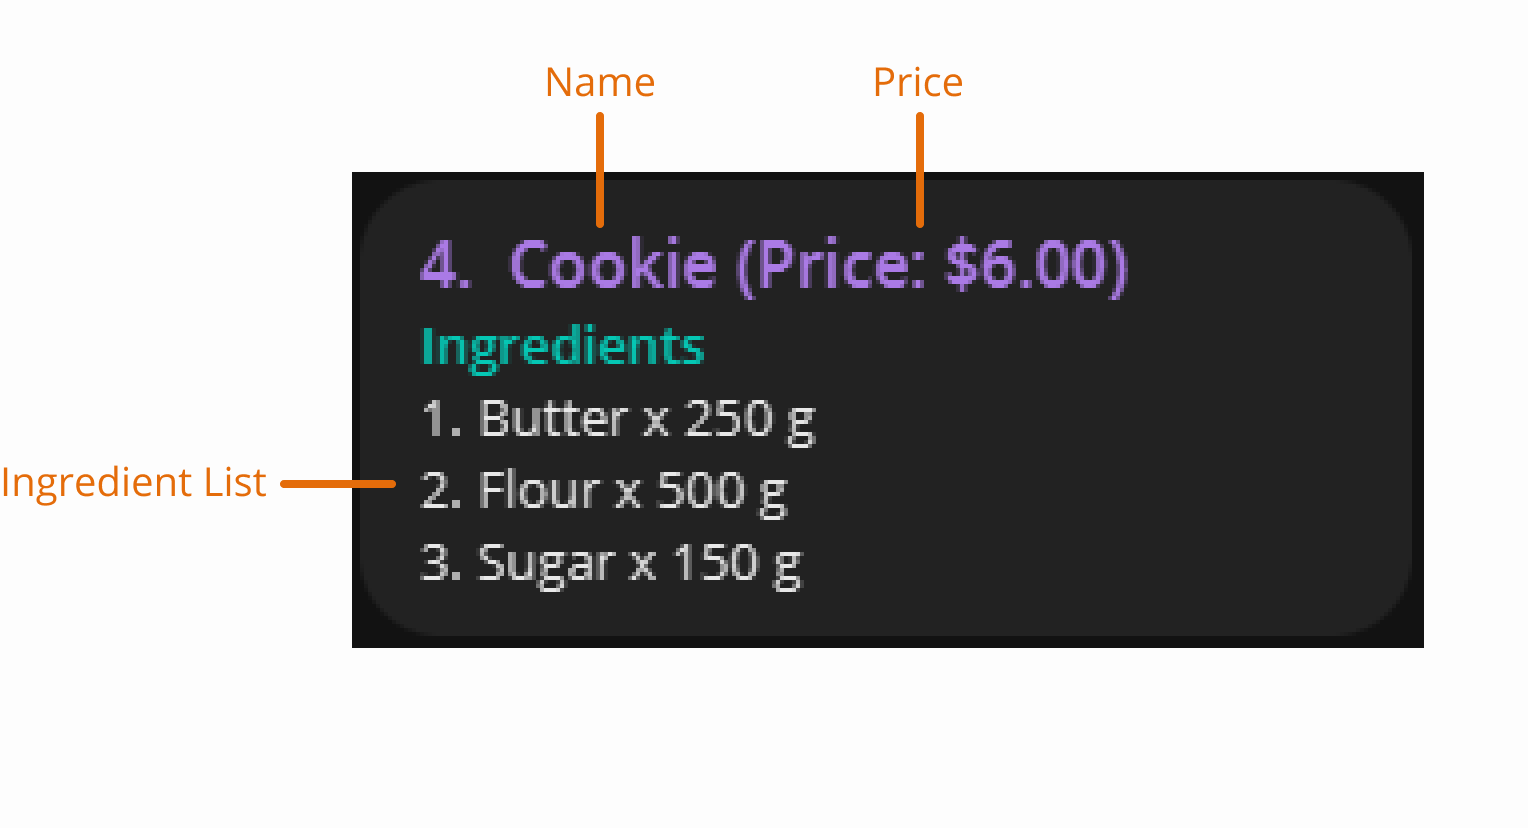 Name
Price
4. Cookie (Price: $6.00)
Ingredients
1. Butter x 250 g
Ingredient List
2. Flour x 500 g
3. Sugar x 150 g